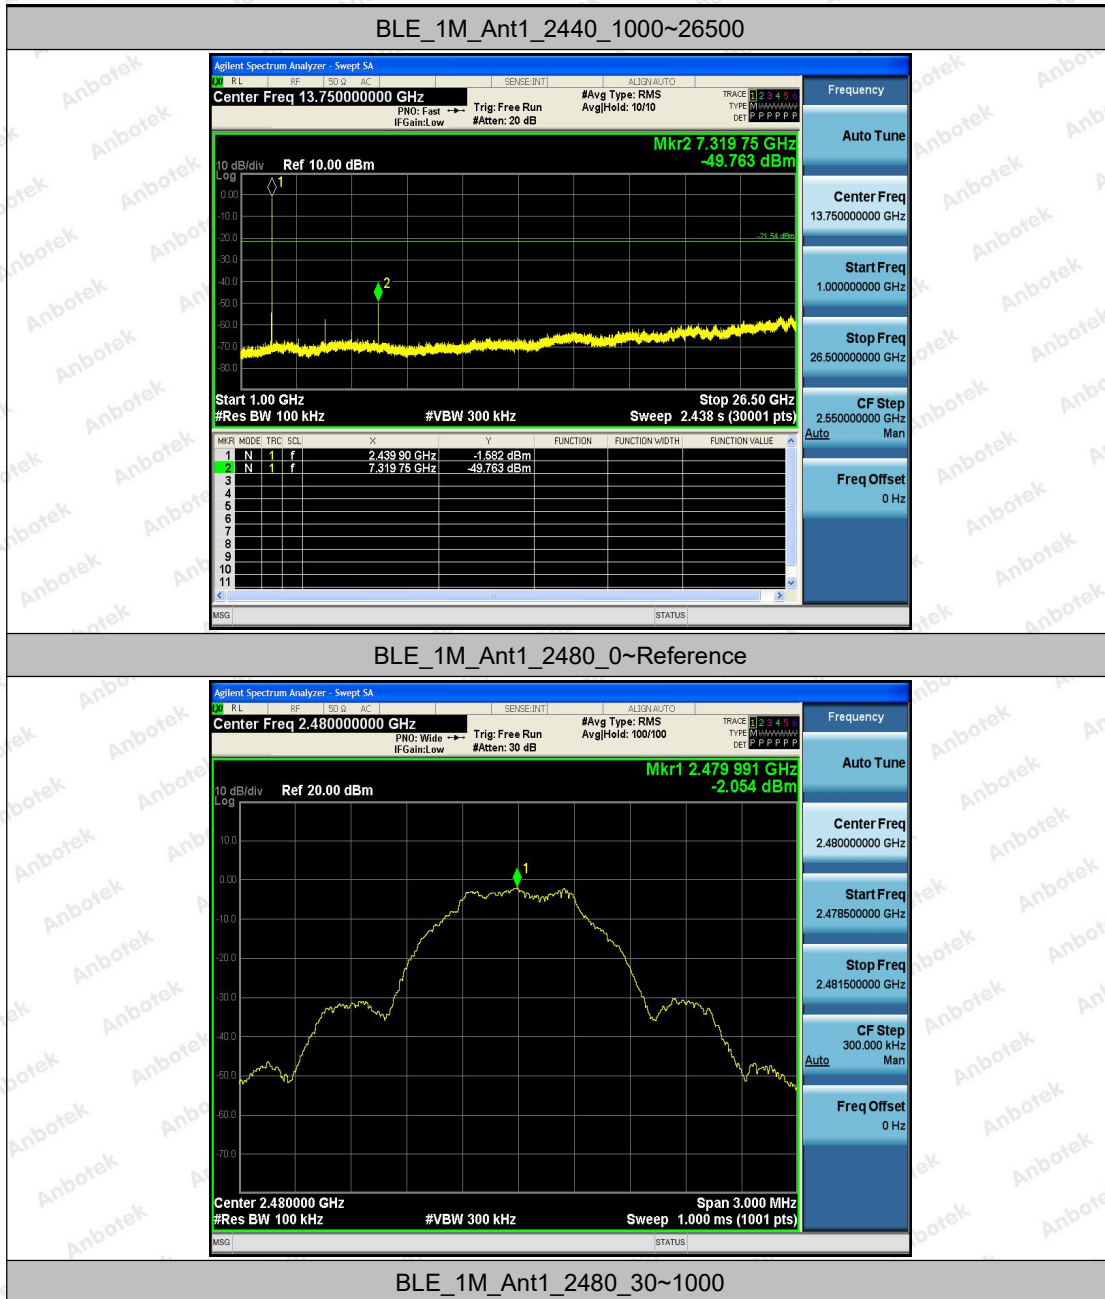 BLE_1M_Ant1_2440_1000~26500
Agilent Spectrum Analyzer - Swept SA
RL RF 50 Ω AC SENSE:INT ALIGNAUTO
Center Freq 13.750000000 GHz
PNO: Fast
IFGain:Low
Trig: Free Run
#Atten: 20 dB
#Avg Type: RMS
Avg|Hold: 10/10
TRACE 1 2 3 4 5 6
TYPE M
DET P P P P P P
Mkr2 7.319 75 GHz
-49.763 dBm
10 dB/div Ref 10.00 dBm
Log
0.00
-10.0
-20.0
-30.0
-40.0
-50.0
-60.0
-70.0
-80.0
1
2
-21.54 dBm
Start 1.00 GHz Stop 26.50 GHz
#Res BW 100 kHz #VBW 300 kHz Sweep 2.438 s (30001 pts)
MKR MODE TRC SCL X Y FUNCTION FUNCTION WIDTH FUNCTION VALUE
1 N 1 f 2.439 90 GHz -1.582 dBm
2 N 1 f 7.319 75 GHz -49.763 dBm
3
4
5
6
7
8
9
10
11
MSG STATUS
Frequency
Auto Tune
Center Freq
13.750000000 GHz
Start Freq
1.000000000 GHz
Stop Freq
26.500000000 GHz
CF Step
2.550000000 GHz
Auto Man
Freq Offset
0 Hz
BLE_1M_Ant1_2480_0~Reference
Agilent Spectrum Analyzer - Swept SA
RL RF 50 Ω AC SENSE:INT ALIGNAUTO
Center Freq 2.480000000 GHz
PNO: Wide
IFGain:Low
Trig: Free Run
#Atten: 30 dB
#Avg Type: RMS
Avg|Hold: 100/100
TRACE 1 2 3 4 5 6
TYPE M
DET P P P P P P
Mkr1 2.479 991 GHz
-2.054 dBm
10 dB/div Ref 20.00 dBm
Log
10.0
0.00
-10.0
-20.0
-30.0
-40.0
-50.0
-60.0
-70.0
1
Center 2.480000 GHz Span 3.000 MHz
#Res BW 100 kHz #VBW 300 kHz Sweep 1.000 ms (1001 pts)
MSG STATUS
Frequency
Auto Tune
Center Freq
2.480000000 GHz
Start Freq
2.478500000 GHz
Stop Freq
2.481500000 GHz
CF Step
300.000 kHz
Auto Man
Freq Offset
0 Hz
BLE_1M_Ant1_2480_30~1000
Anbotek